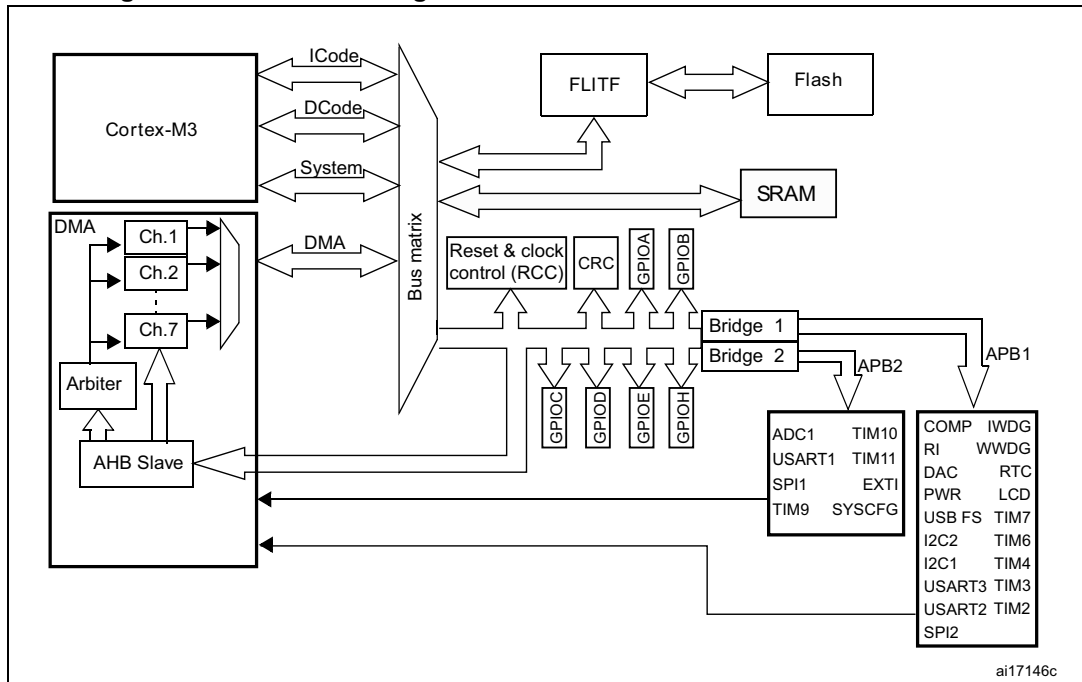 ICode
DCode
System
DMA
Cortex-M3
Bus matrix
FLITF
Flash
SRAM
DMA
Ch.1
Ch.2
Ch.7
Arbiter
AHB Slave
Reset & clock
control (RCC)
CRC
GPIOA
GPIOB
GPIOC
GPIOD
GPIOE
GPIOH
Bridge 1
Bridge 2
APB2
APB1
ADC1 TIM10
USART1 TIM11
SPI1 EXTI
TIM9 SYSCFG
COMP IWDG
RI WWDG
DAC RTC
PWR LCD
USB FS TIM7
I2C2 TIM6
I2C1 TIM4
USART3 TIM3
USART2 TIM2
SPI2
ai17146c